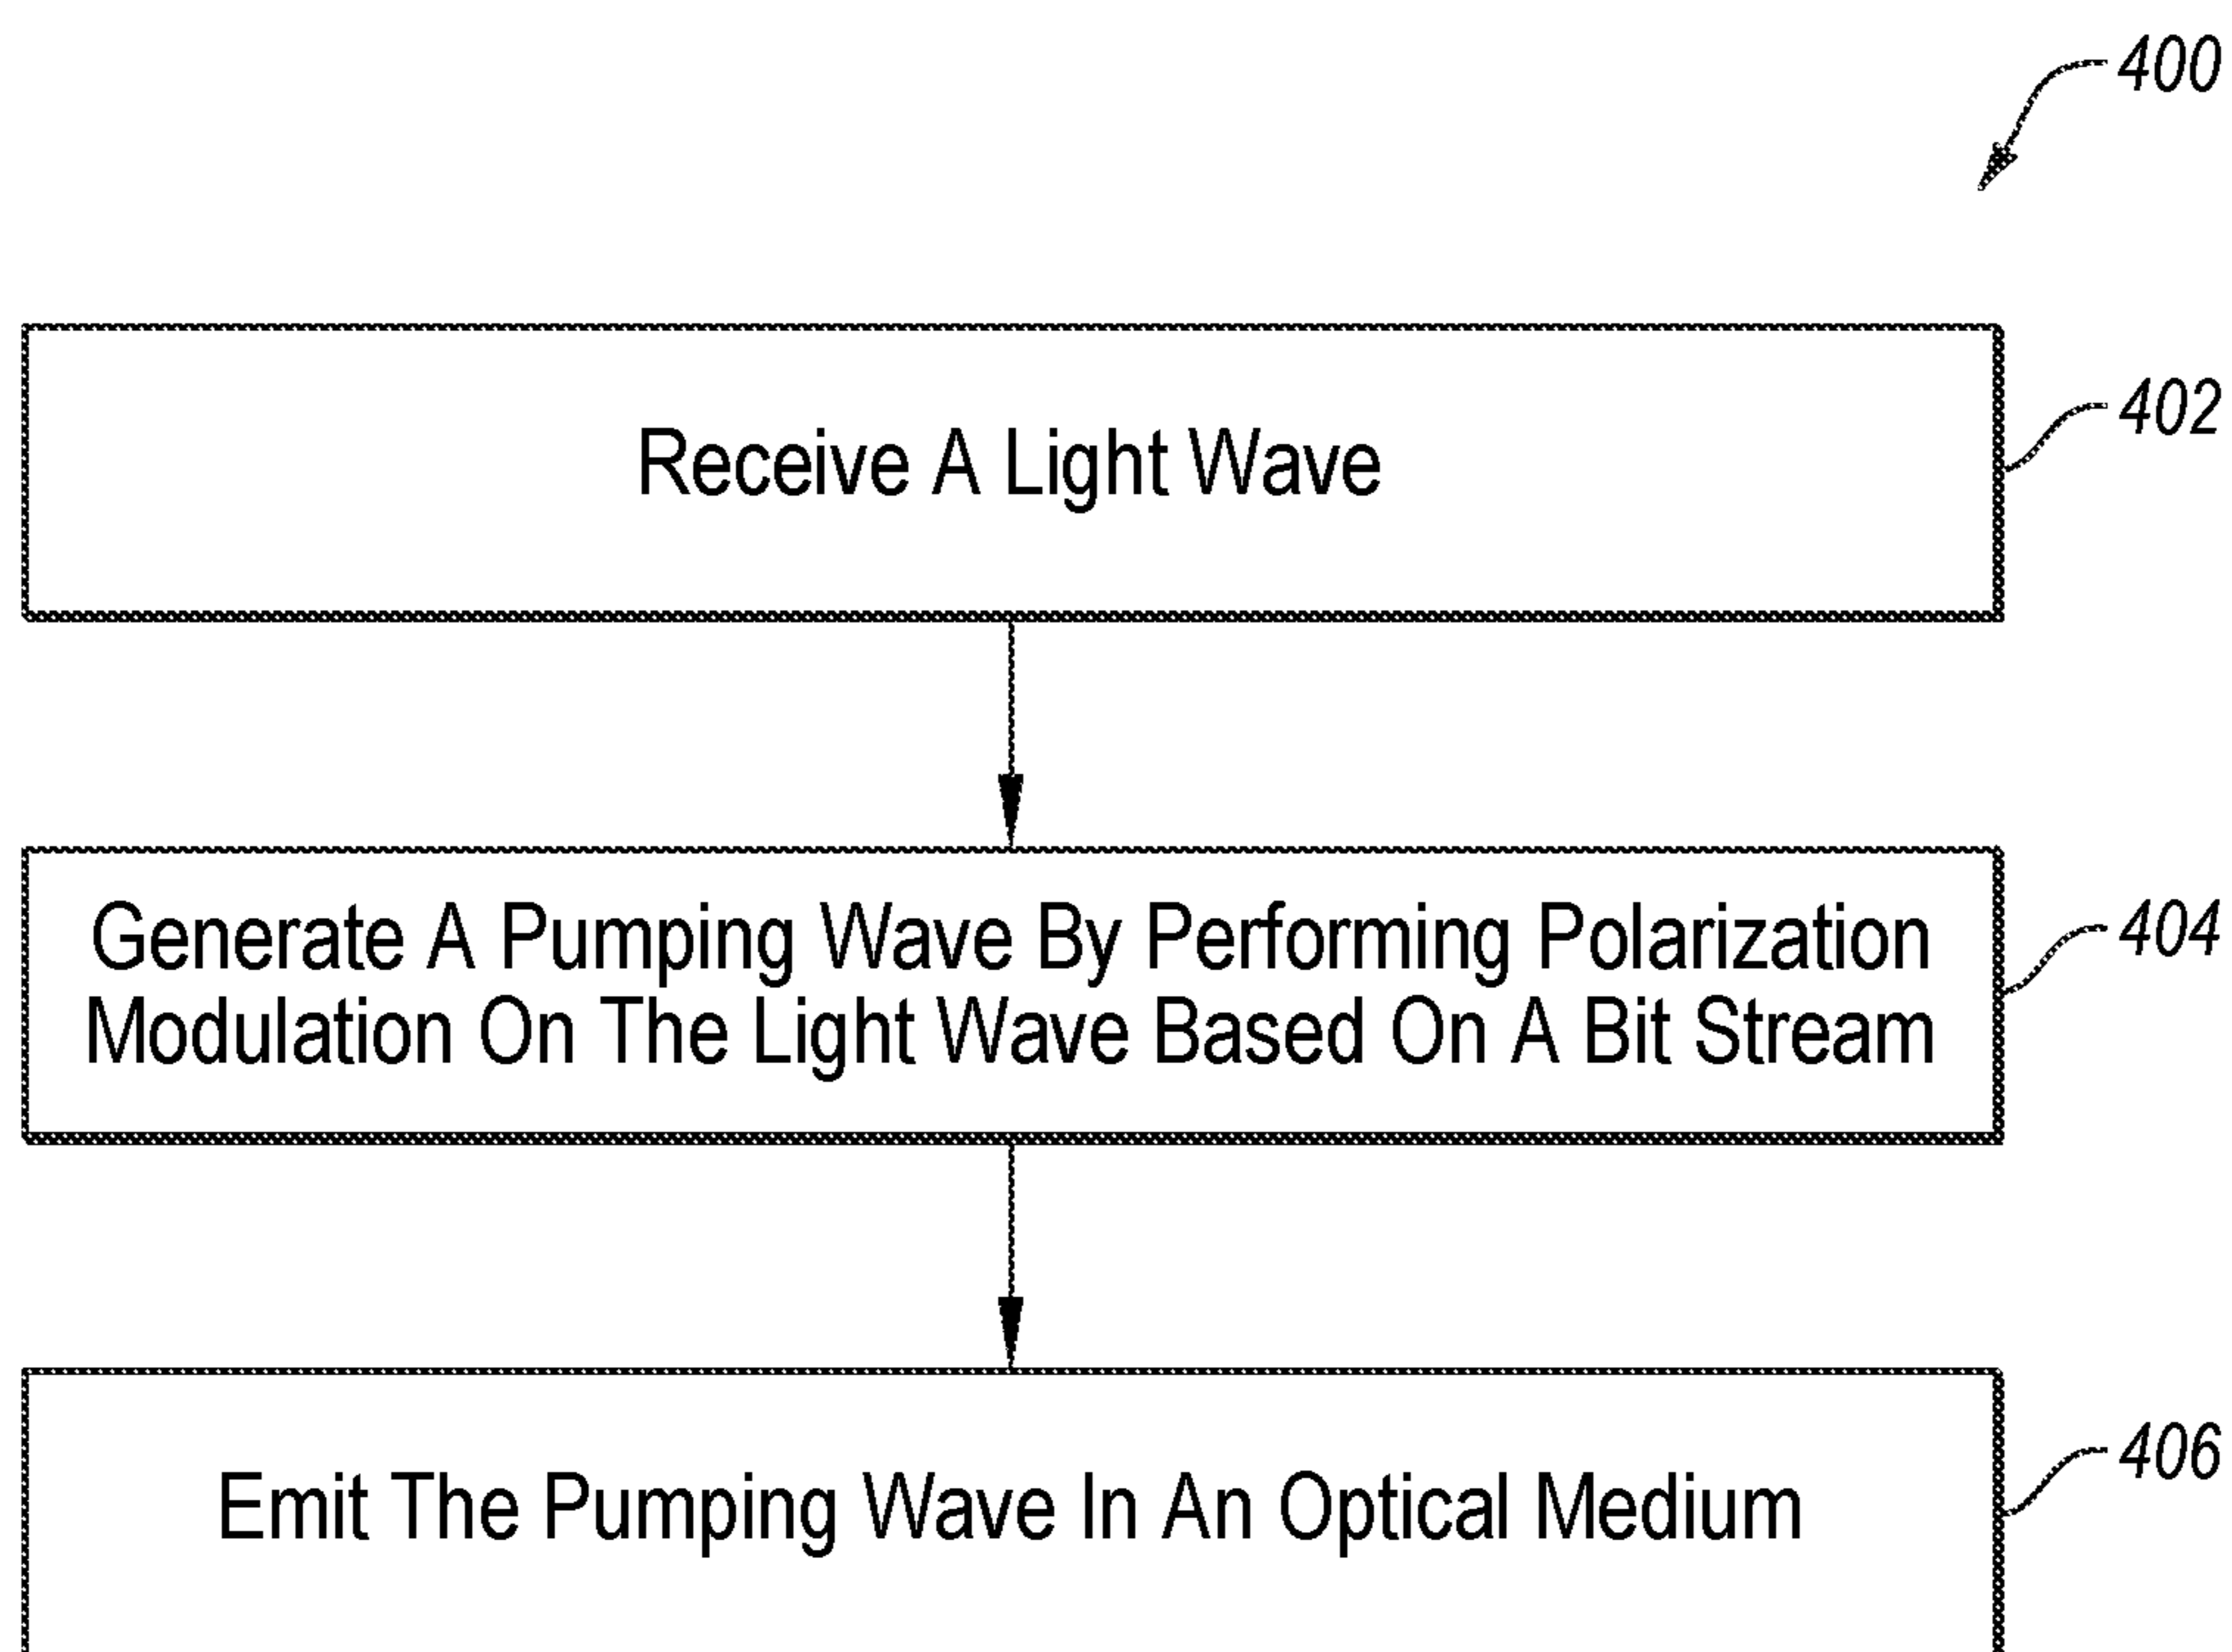 400
Receive A Light Wave
402
Generate A Pumping Wave By Performing Polarization
Modulation On The Light Wave Based On A Bit Stream
404
Emit The Pumping Wave In An Optical Medium
406